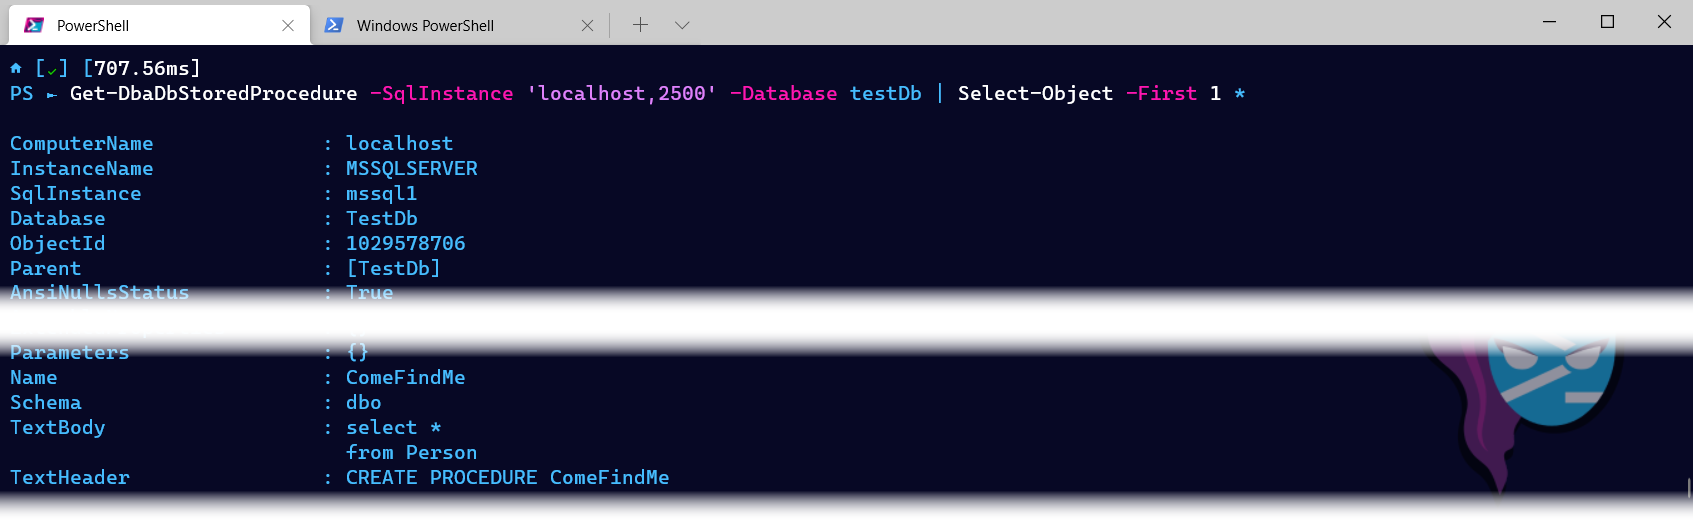 PowerShell
Windows PowerShell
[✓] [707.56ms]
PS ► Get-DbaDbStoredProcedure -SqlInstance 'localhost,2500' -Database testDb | Select-Object -First 1 *
ComputerName : localhost
InstanceName : MSSQLSERVER
SqlInstance : mssql1
Database : TestDb
ObjectId : 1029578706
Parent : [TestDb]
AnsiNullsStatus : True
Parameters : {}
Name : ComeFindMe
Schema : dbo
TextBody : select *
from Person
TextHeader : CREATE PROCEDURE ComeFindMe